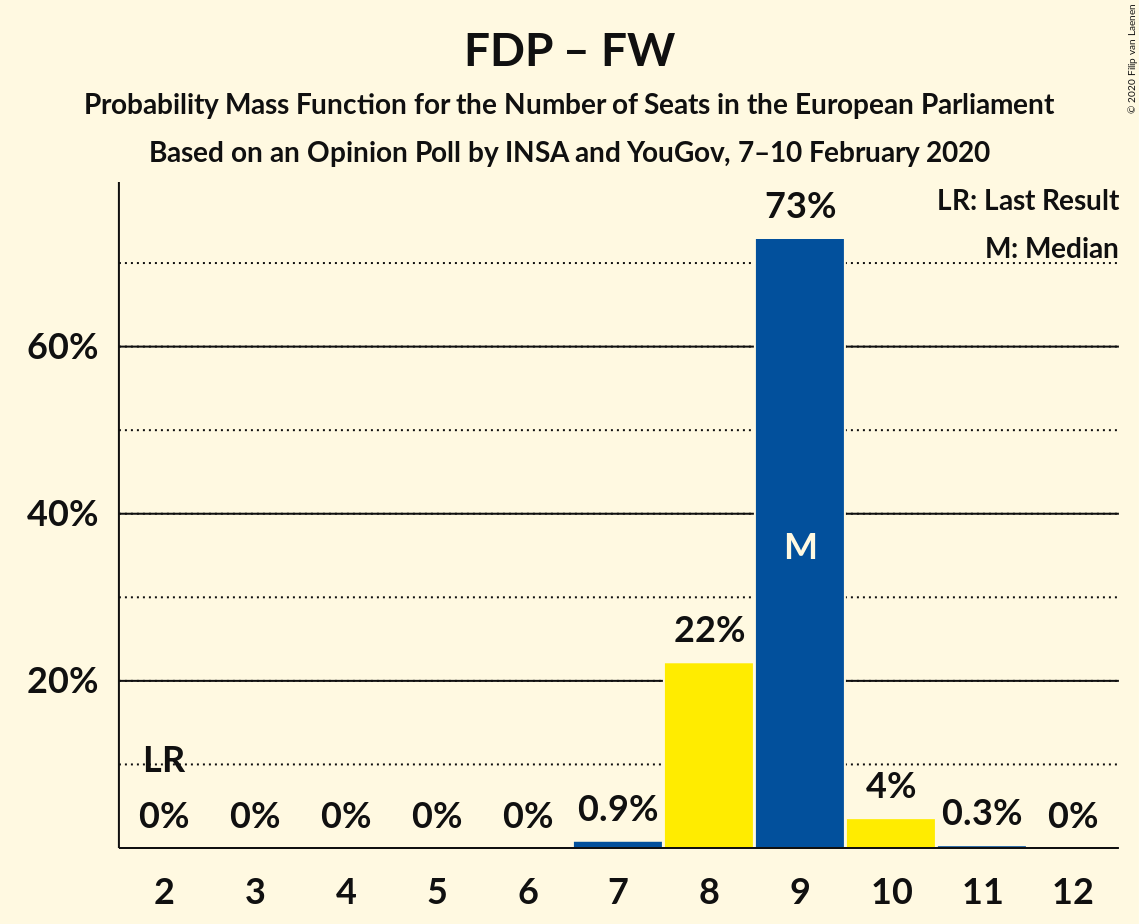 FDP – FW
Probability Mass Function for the Number of Seats in the European Parliament
Based on an Opinion Poll by INSA and YouGov, 7–10 February 2020
© 2020 Filip van Laenen
LR: Last Result
M: Median
73%
60%
40%
M
22%
20%
LR
0% 0% 0% 0% 0% 0.9% 4% 0.3% 0%
2 3 4 5 6 7 8 9 10 11 12